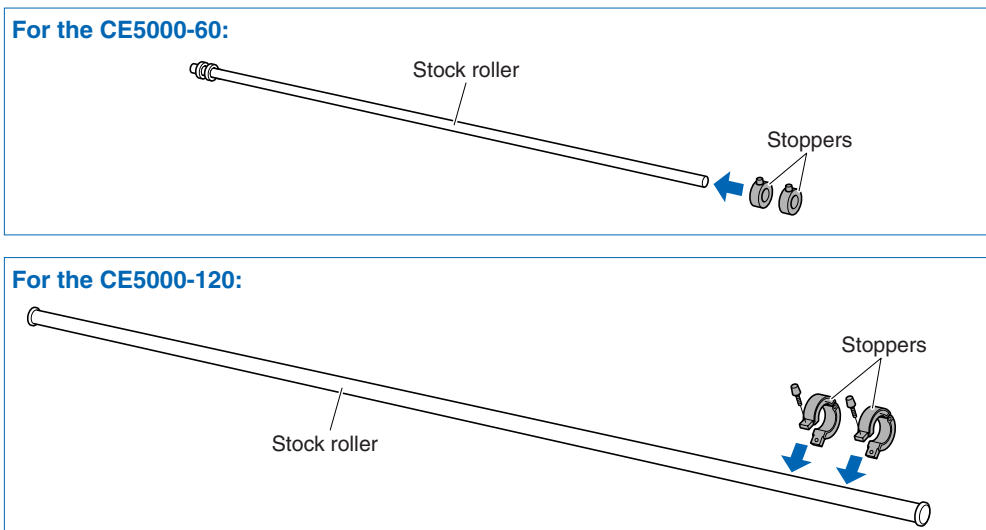 For the CE5000-60:
Stock roller
Stoppers
For the CE5000-120:
Stoppers
Stock roller